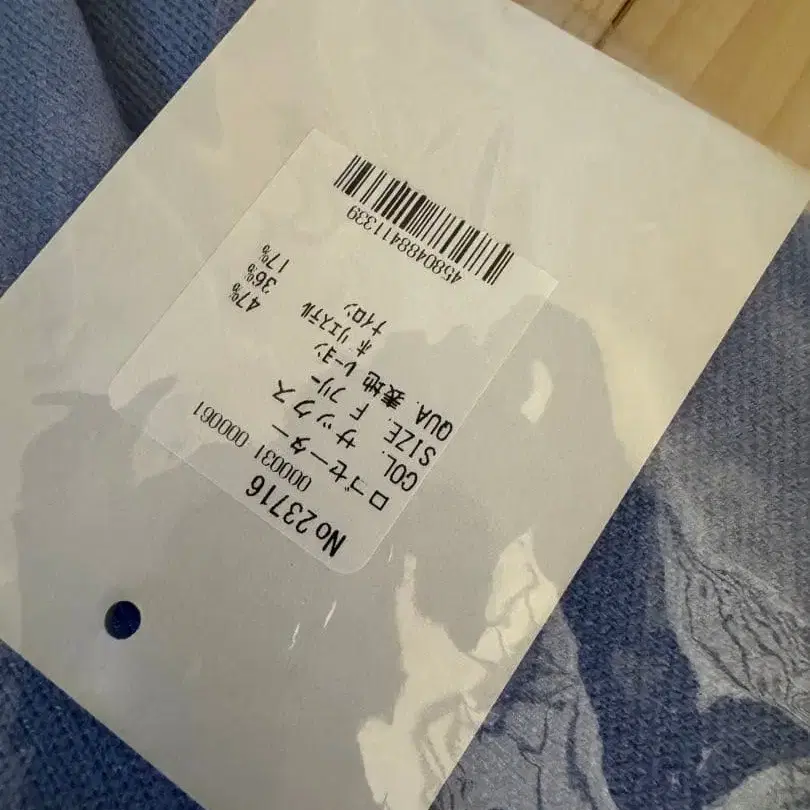 No23716
000031 000061
ロゴセーター
COL. サックス
SIZE. F フリー
QUA. 表地 レーヨン 47%
ポリエステル 36%
ナイロン 17%
4580488411339